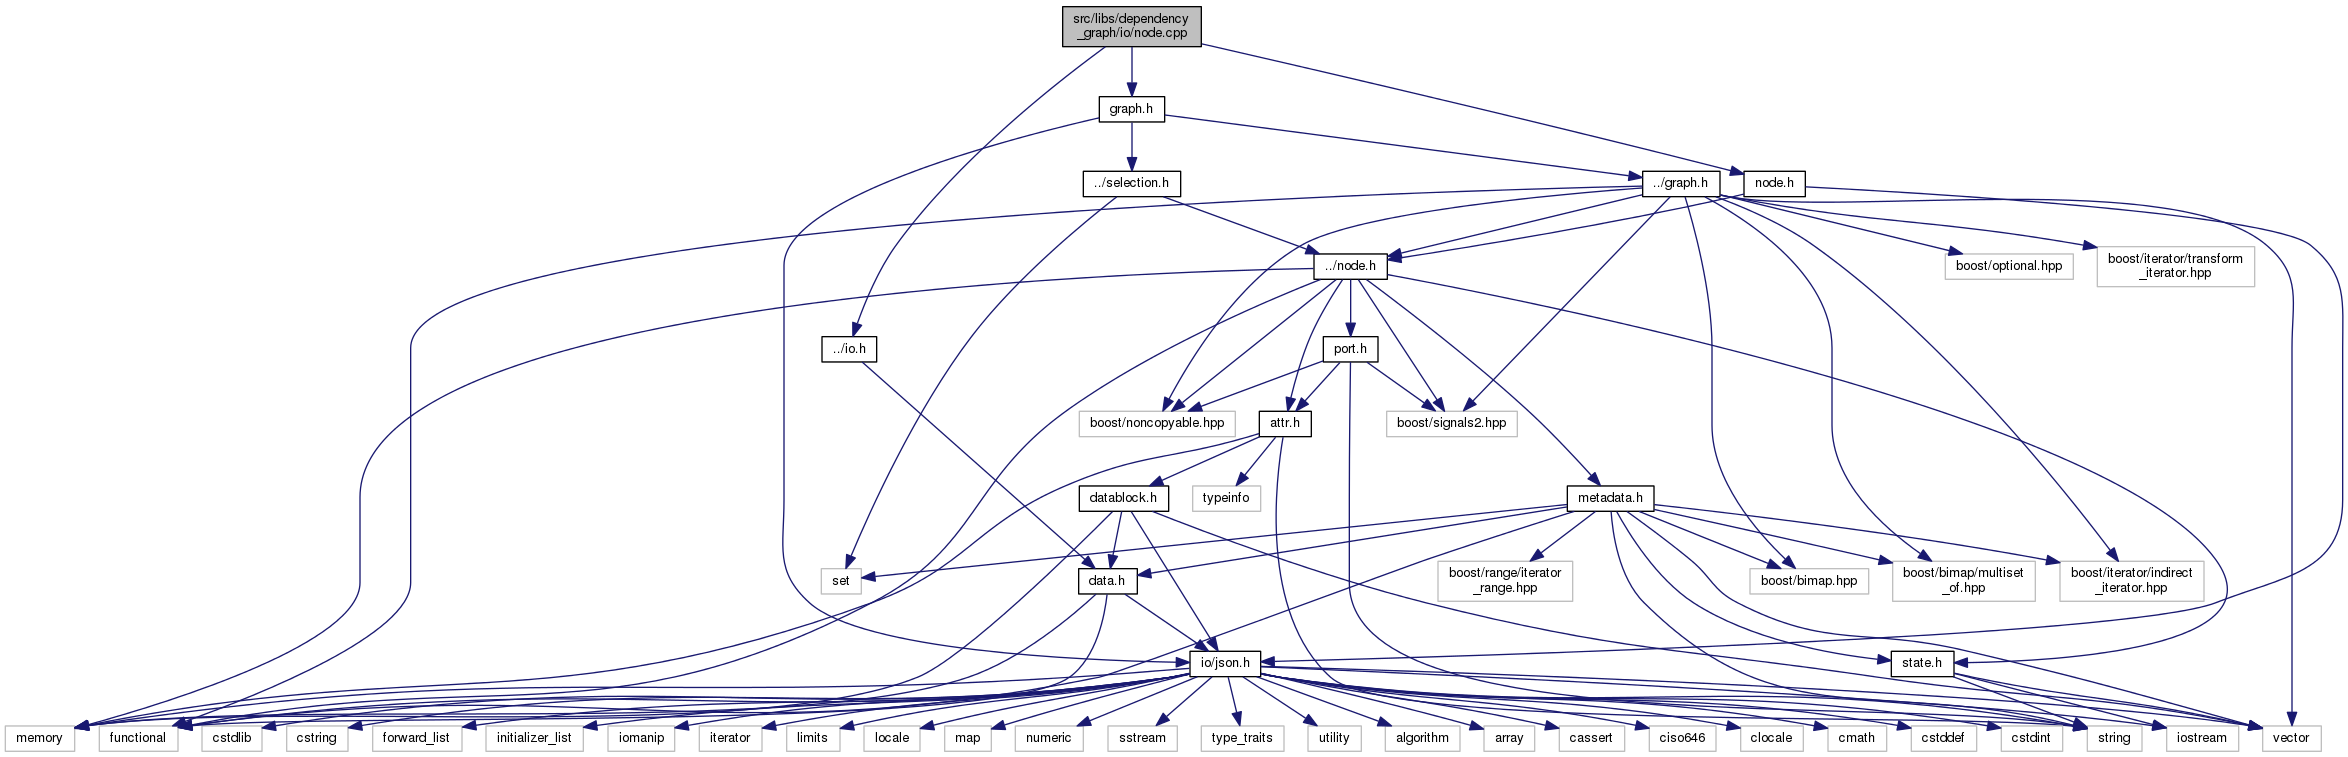 src/libs/dependency
_graph/io/node.cpp
graph.h
../selection.h
../graph.h
node.h
../node.h
boost/optional.hpp
boost/iterator/transform
_iterator.hpp
../io.h
port.h
boost/noncopyable.hpp
attr.h
boost/signals2.hpp
datablock.h
typeinfo
metadata.h
set
data.h
boost/range/iterator
_range.hpp
boost/bimap.hpp
boost/bimap/multiset
_of.hpp
boost/iterator/indirect
_iterator.hpp
io/json.h
state.h
memory
functional
cstdlib
cstring
forward_list
initializer_list
iomanip
iterator
limits
locale
map
numeric
sstream
type_traits
utility
algorithm
array
cassert
ciso646
clocale
cmath
cstddef
cstdint
string
iostream
vector